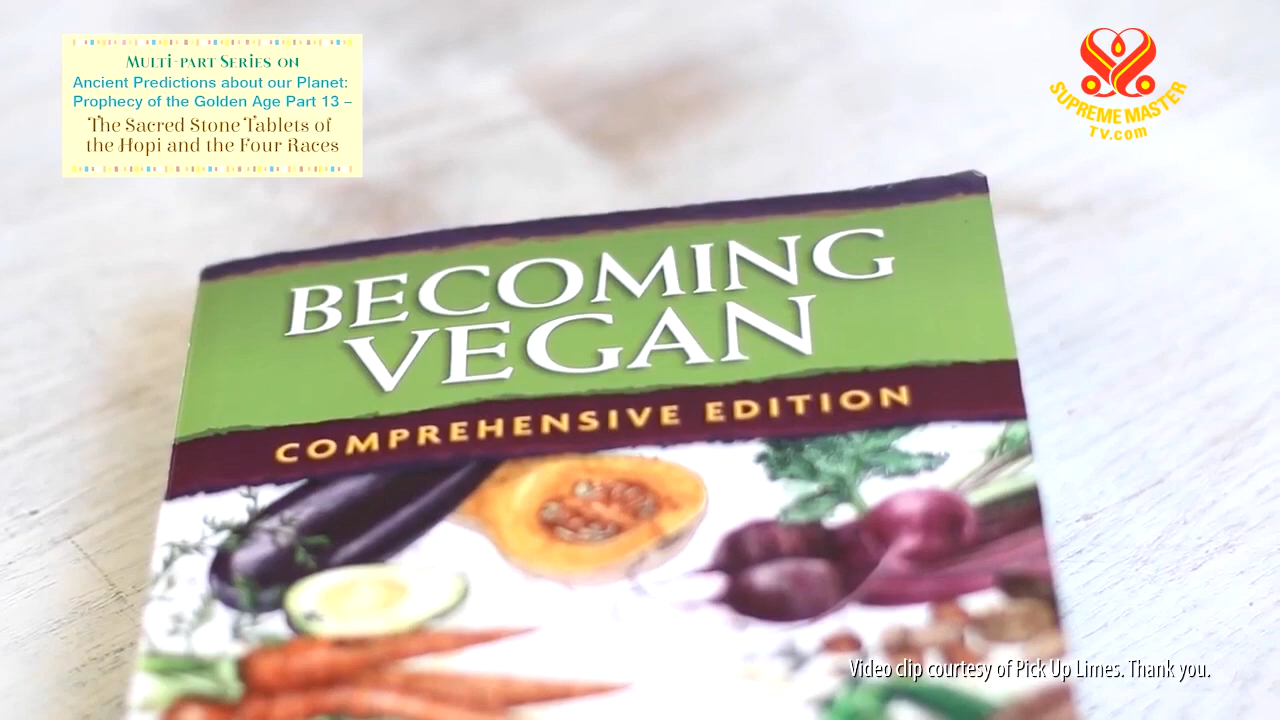 Multi-part Series on
Ancient Predictions about our Planet:
Prophecy of the Golden Age Part 13 –
The Sacred Stone Tablets of
the Hopi and the Four Races
SUPREME MASTER
TV.com
BECOMING
VEGAN
COMPREHENSIVE EDITION
Video clip courtesy of Pick Up Limes. Thank you.